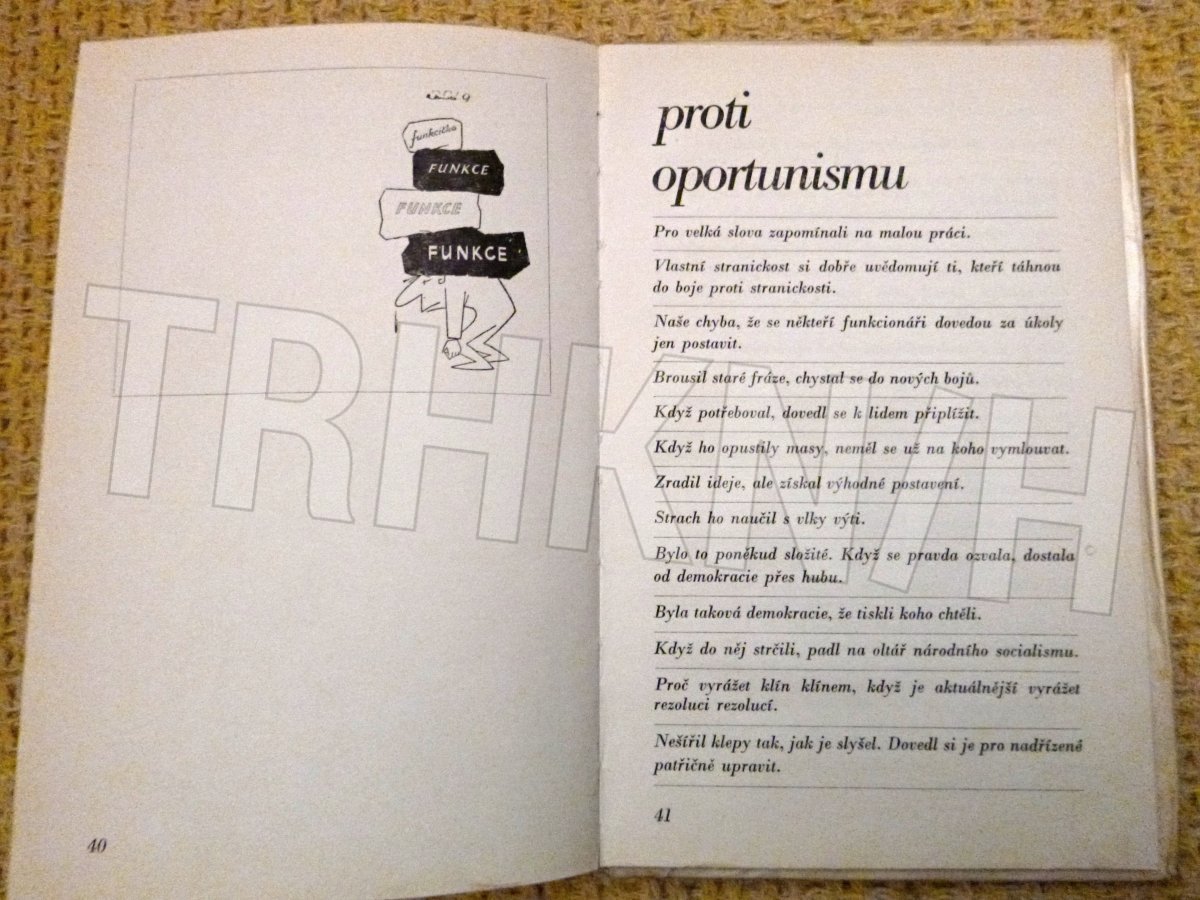 funkcička
FUNKCE
FUNKCE
FUNKCE
40
proti
oportunismu
Pro velká slova zapomínali na malou práci.
Vlastní stranickost si dobře uvědomují ti, kteří táhnou
do boje proti stranickosti.
Naše chyba, že se někteří funkcionáři dovedou za úkoly
jen postavit.
Brousil staré fráze, chystal se do nových bojů.
Když potřeboval, dovedl se k lidem připlížit.
Když ho opustily masy, neměl se už na koho vymlouvat.
Zradil ideje, ale získal výhodné postavení.
Strach ho naučil s vlky výti.
Bylo to poněkud složité. Když se pravda ozvala, dostala
od demokracie přes hubu.
Byla taková demokracie, že tiskli koho chtěli.
Když do něj strčili, padl na oltář národního socialismu.
Proč vyrážet klín klínem, když je aktuálnější vyrážet
rezoluci rezolucí.
Nešířil klepy tak, jak je slyšel. Dovedl si je pro nadřízené
patřičně upravit.
41
TRHKNIH